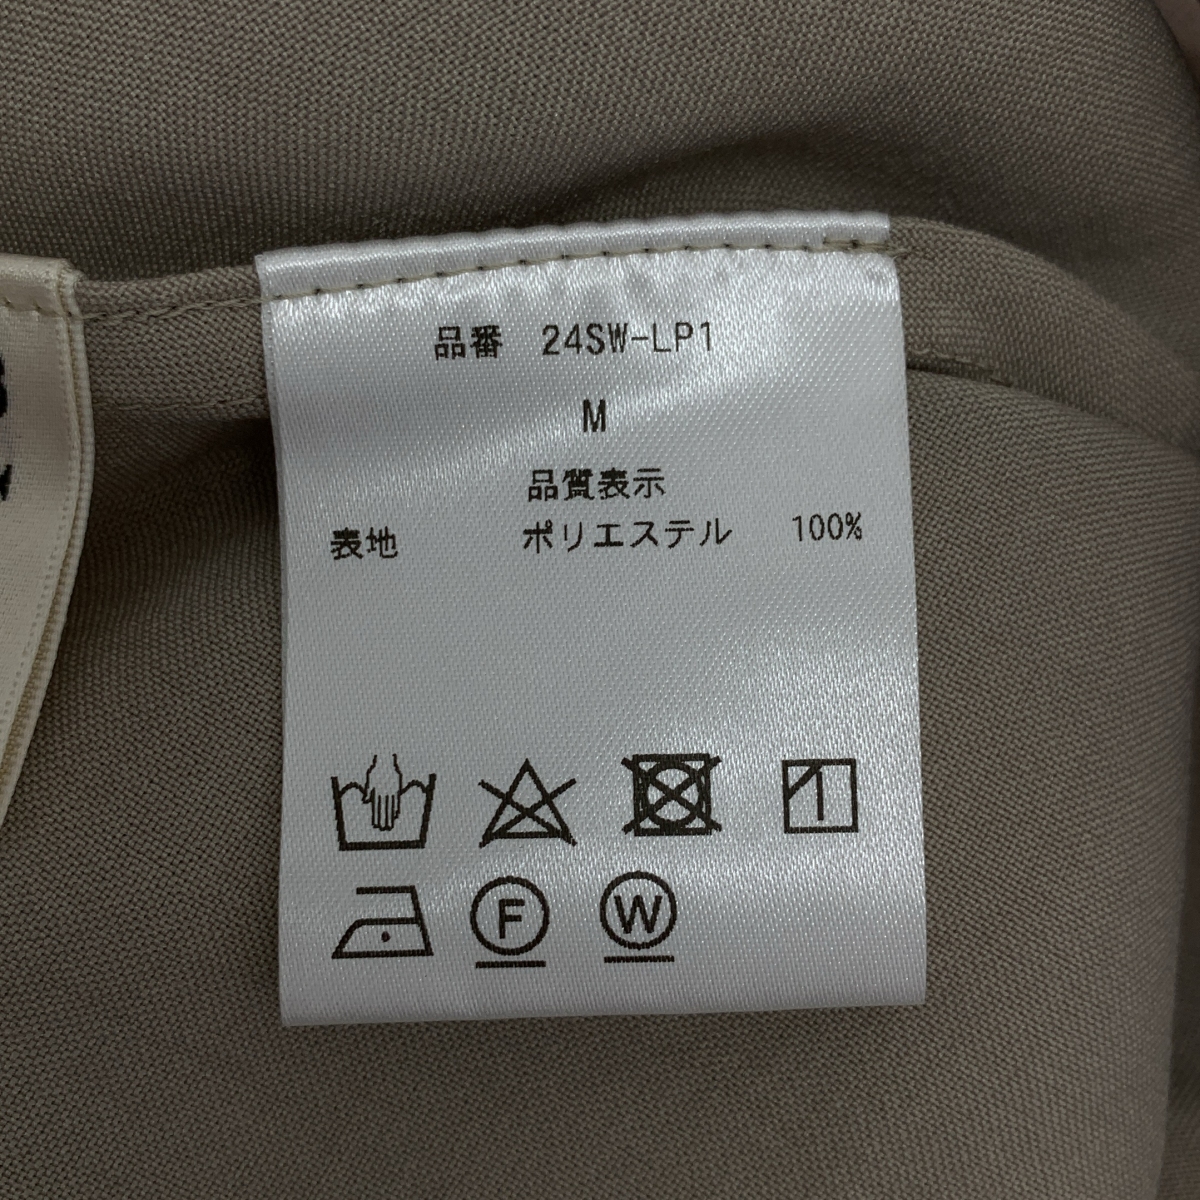 品番 24SW-LP1
M
品質表示
表地 ポリエステル 100%
F W